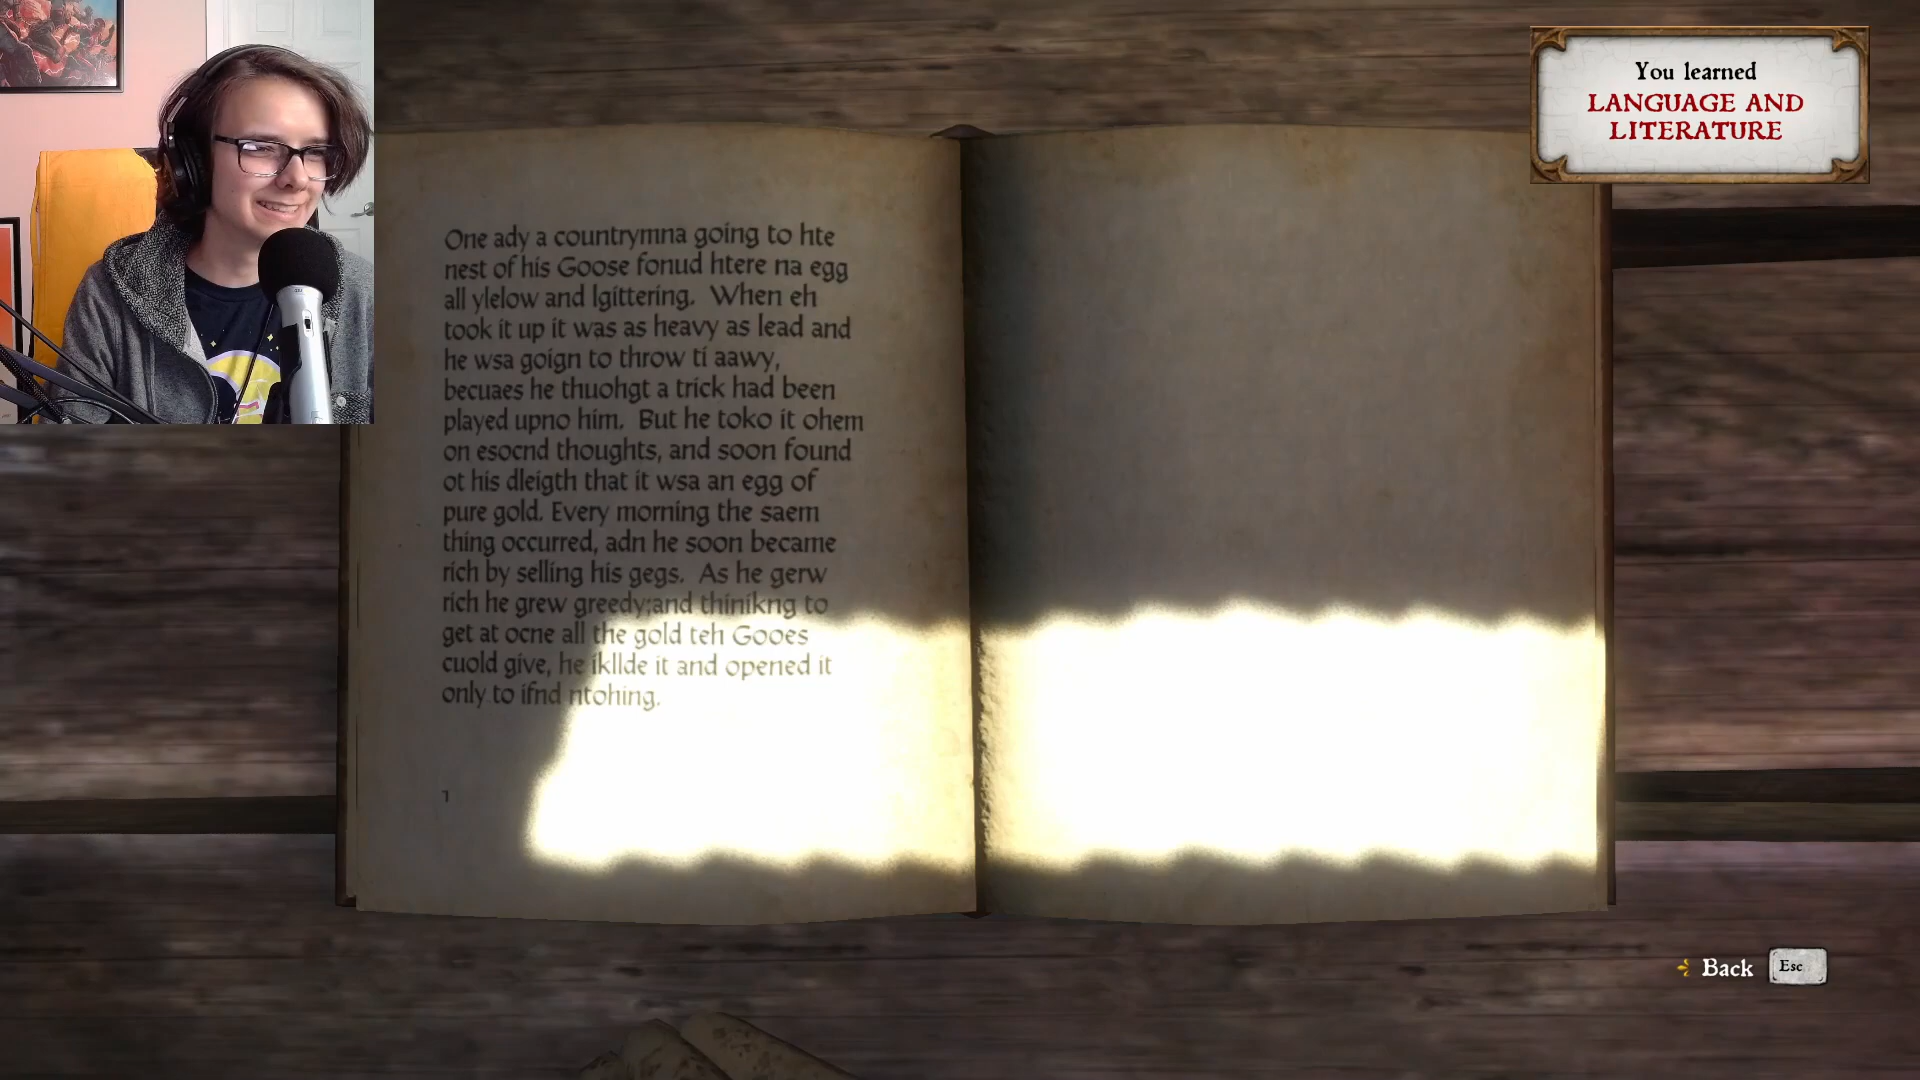 You learned
LANGUAGE AND
LITERATURE
One ady a countrymna going to hte
nest of his Goose fonud htere na egg
all ylelow and lgittering. When eh
took it up it was as heavy as lead and
he wsa goign to throw ti aawy,
becuaes he thuohgt a trick had been
played upno him. But he toko it ohem
on esocnd thoughts, and soon found
ot his dleigth that it wsa an egg of
pure gold. Every morning the saem
thing occurred, adn he soon became
rich by selling his gegs. As he gerw
rich he grew greedy;and thinikng to
get at ocne all the gold teh Gooes
cuold give, he ikllde it and opened it
only to ifnd ntohing.
1
Back Esc